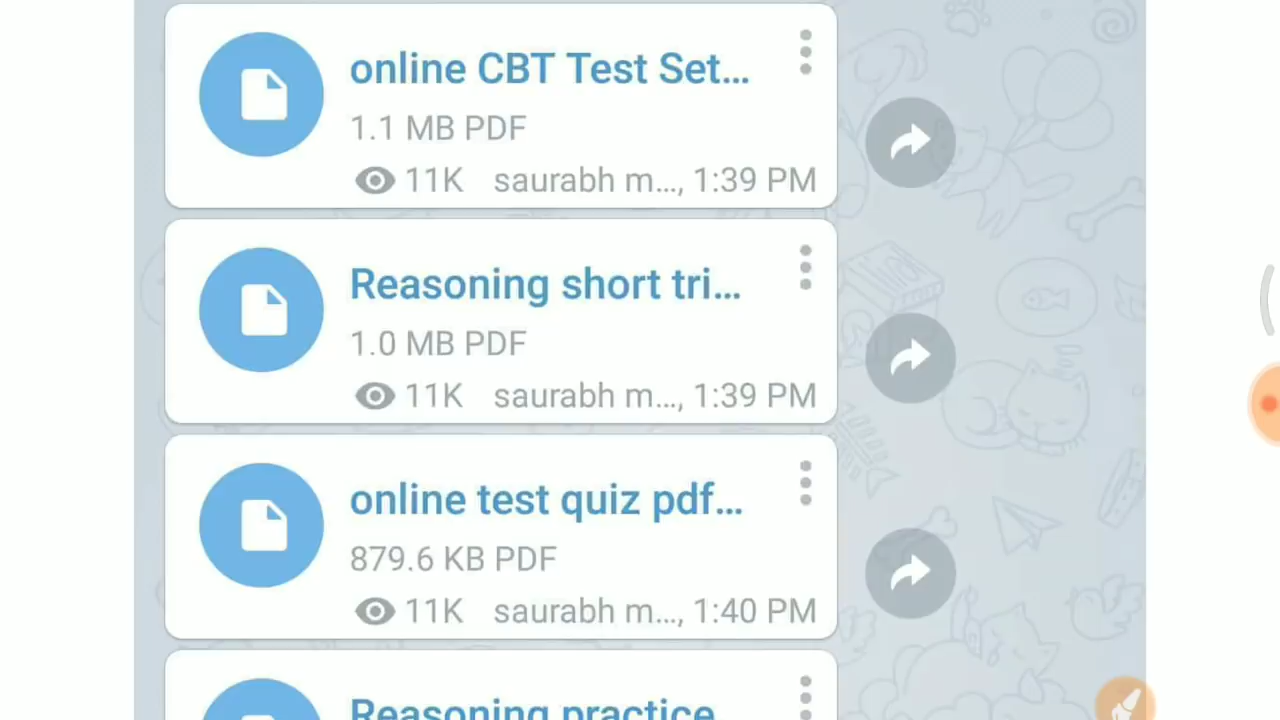 online CBT Test Set...
1.1 MB PDF
11K saurabh m..., 1:39 PM
Reasoning short tri...
1.0 MB PDF
11K saurabh m..., 1:39 PM
online test quiz pdf...
879.6 KB PDF
11K saurabh m..., 1:40 PM
Reasoning practice